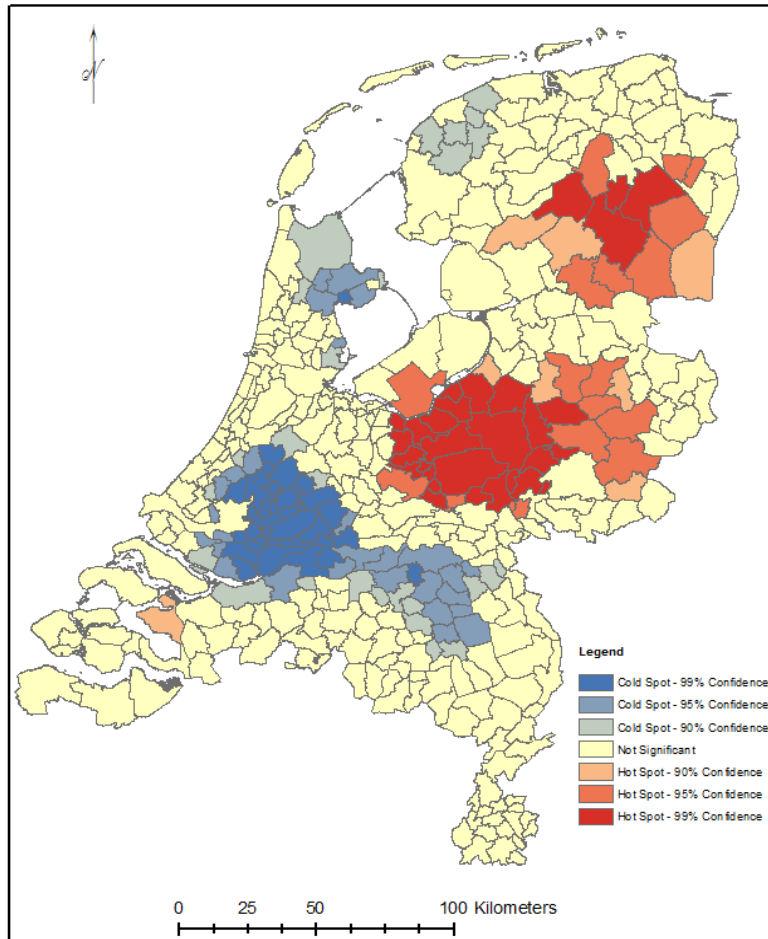 N
Legend
Cold Spot - 99% Confidence
Cold Spot - 95% Confidence
Cold Spot - 90% Confidence
Not Significant
Hot Spot - 90% Confidence
Hot Spot - 95% Confidence
Hot Spot - 99% Confidence
0 25 50 100 Kilometers